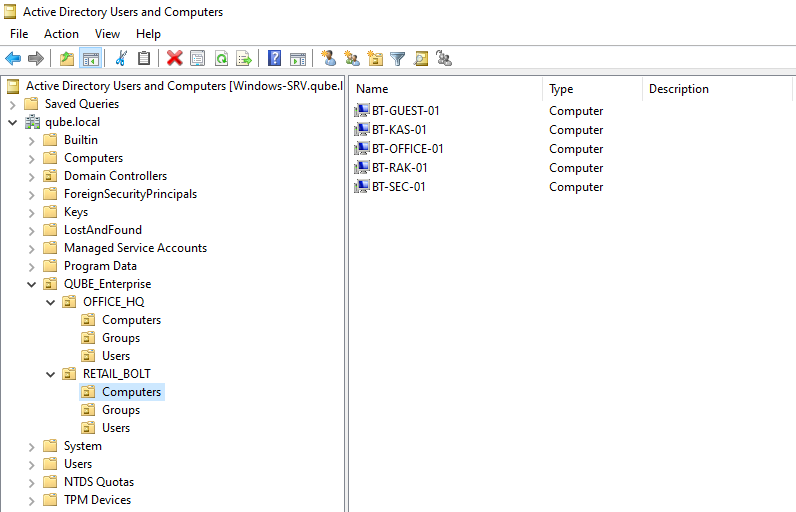 Active Directory Users and Computers
File Action View Help
Active Directory Users and Computers [Windows-SRV.qube.l
Saved Queries
qube.local
Builtin
Computers
Domain Controllers
ForeignSecurityPrincipals
Keys
LostAndFound
Managed Service Accounts
Program Data
QUBE_Enterprise
OFFICE_HQ
Computers
Groups
Users
RETAIL_BOLT
Computers
Groups
Users
System
Users
NTDS Quotas
TPM Devices
Name Type Description
BT-GUEST-01 Computer
BT-KAS-01 Computer
BT-OFFICE-01 Computer
BT-RAK-01 Computer
BT-SEC-01 Computer